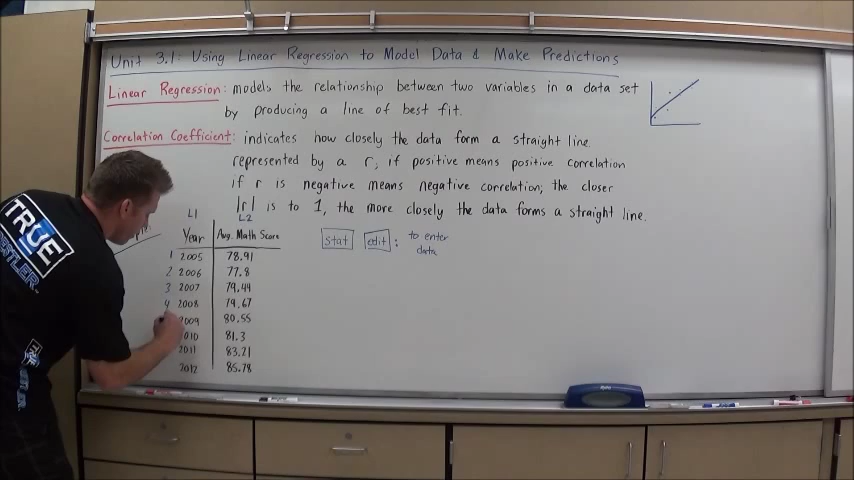 Unit 3.1: Using Linear Regression to Model Data & Make Predictions
Linear Regression: models the relationship between two variables in a data set
by producing a line of best fit.
Correlation Coefficient: indicates how closely the data form a straight line
represented by a r; if positive means positive correlation
if r is negative means negative correlation; the closer
|r| is to 1, the more closely the data forms a straight line.
L1 L2
Year Avg. Math Score
1 2005 78.91
2 2006 77.8
3 2007 79.44
4 2008 79.67
2009 80.55
2010 81.3
2011 83.21
2012 85.78
stat edit : to enter
data
TRUE